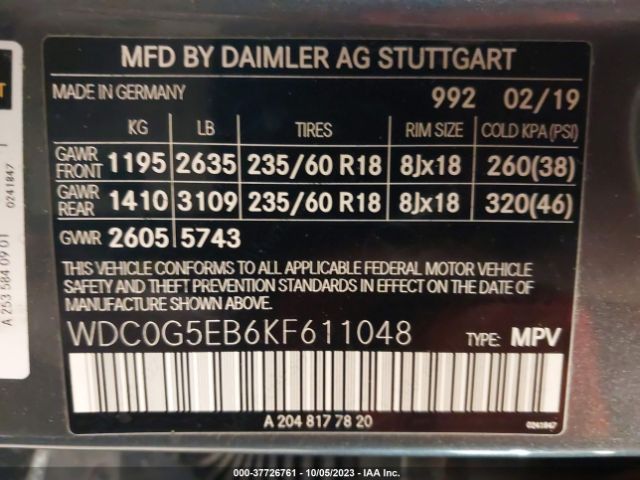 MFD BY DAIMLER AG STUTTGART
MADE IN GERMANY 992 02/19
KG LB TIRES RIM SIZE COLD KPA (PSI)
GAWR FRONT 1195 2635 235/60 R18 8Jx18 260(38)
GAWR REAR 1410 3109 235/60 R18 8Jx18 320(46)
GVWR 2605 5743
THIS VEHICLE CONFORMS TO ALL APPLICABLE FEDERAL MOTOR VEHICLE
SAFETY AND THEFT PREVENTION STANDARDS IN EFFECT ON THE DATE OF
MANUFACTURE SHOWN ABOVE.
WDC0G5EB6KF611048 TYPE: MPV
A 204 817 78 20
0241847
0241847
A 253 584 09 01
000-37726761 - 10/05/2023 - IAA Inc.